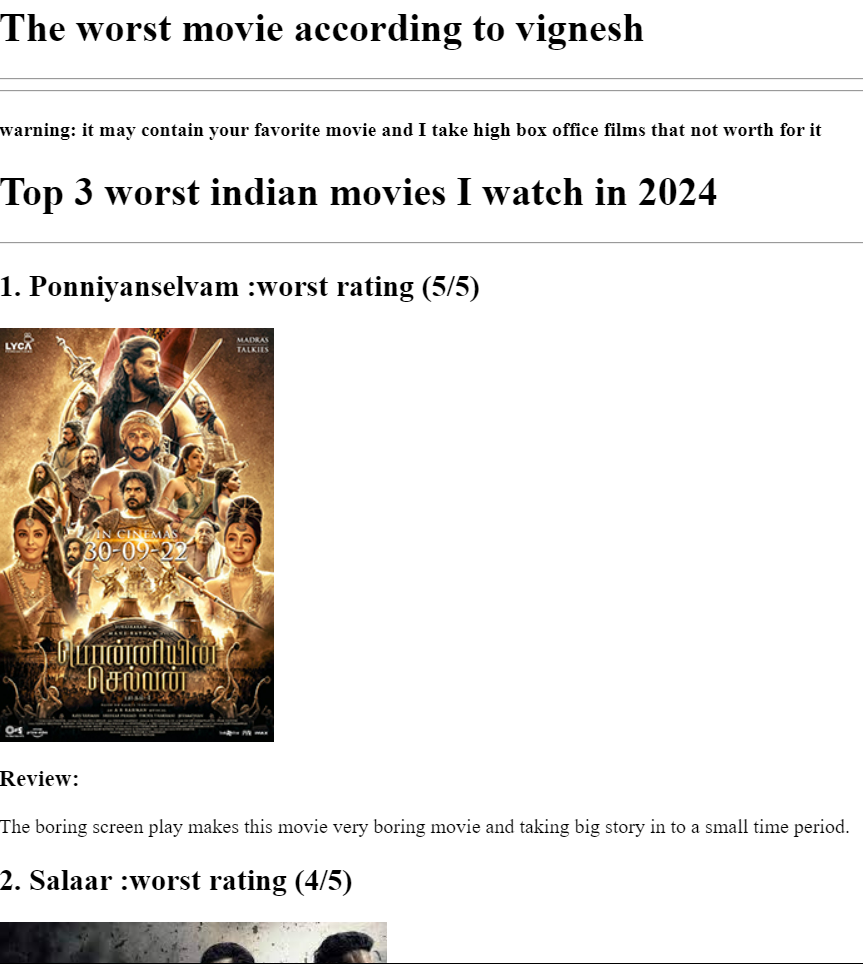 The worst movie according to vignesh
warning: it may contain your favorite movie and I take high box office films that not worth for it
Top 3 worst indian movies I watch in 2024
1. Ponniyanselvam :worst rating (5/5)
LYCA
MADRAS
TALKIES
IN CINEMAS
30-09-22
பொன்னியின்
செல்வன்
Review:
The boring screen play makes this movie very boring movie and taking big story in to a small time period.
2. Salaar :worst rating (4/5)